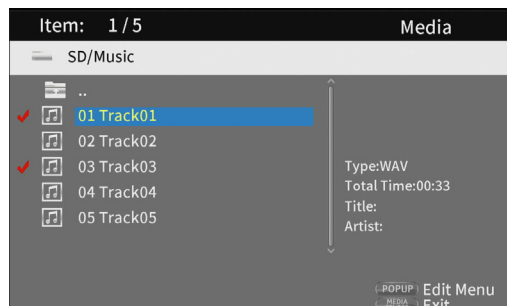 Item: 1/5 Media
SD/Music
..
01 Track01
02 Track02
03 Track03
04 Track04
05 Track05
Type:WAV
Total Time:00:33
Title:
Artist:
POPUP Edit Menu
MEDIA Exit